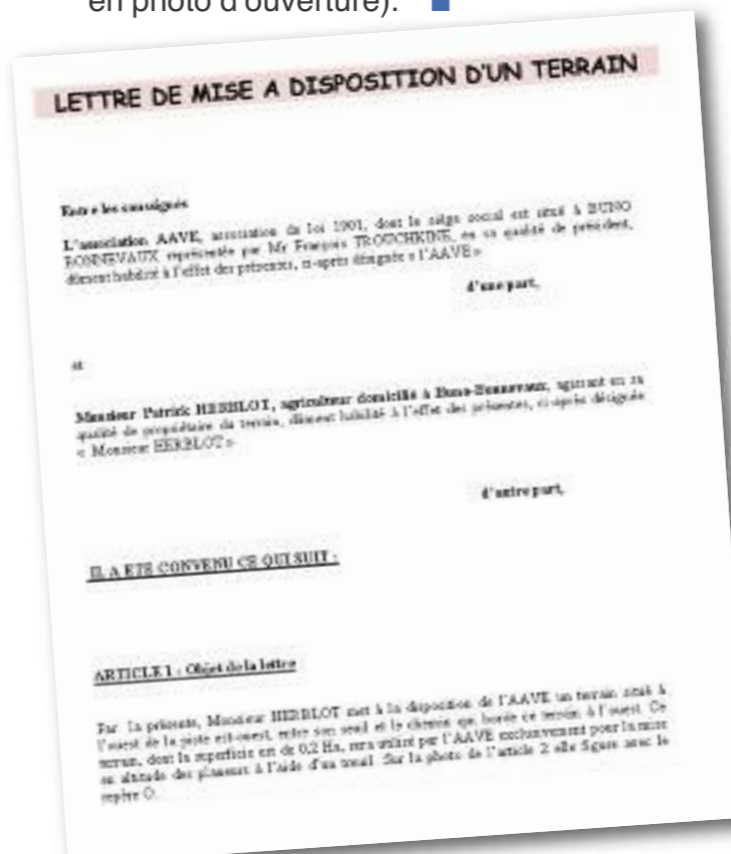 en photo d'ouverture).
LETTRE DE MISE A DISPOSITION D'UN TERRAIN
Entre les soussignés
L'association AAVE, association de loi 1901, dont le siège social est situé à BUNO
BONNEVAUX représentée par Mr François TROUCHKINE, en sa qualité de président,
dûment habilité à l'effet des présentes, ci-après désignée « l'AAVE »
d'une part,
et
Monsieur Patrick HERBLOT, agriculteur domicilié à Buno-Bonnevaux, agissant en sa
qualité de propriétaire du terrain, dûment habilité à l'effet des présentes, ci-après désignée
« Monsieur HERBLOT »
d'autre part,
IL A ETE CONVENU CE QUI SUIT :
ARTICLE 1 : Objet de la lettre
Par la présente, Monsieur HERBLOT met à la disposition de l'AAVE un terrain situé à
l'ouest de la piste est-ouest, entre son seuil et le chemin qui borde ce terrain à l'ouest. Ce
terrain, dont la superficie est de 0,2 Ha, sera utilisé par l'AAVE exclusivement pour la mise
en altitude des planeurs à l'aide d'un treuil. Sur la photo de l'article 2 elle figure avec le
repère O.